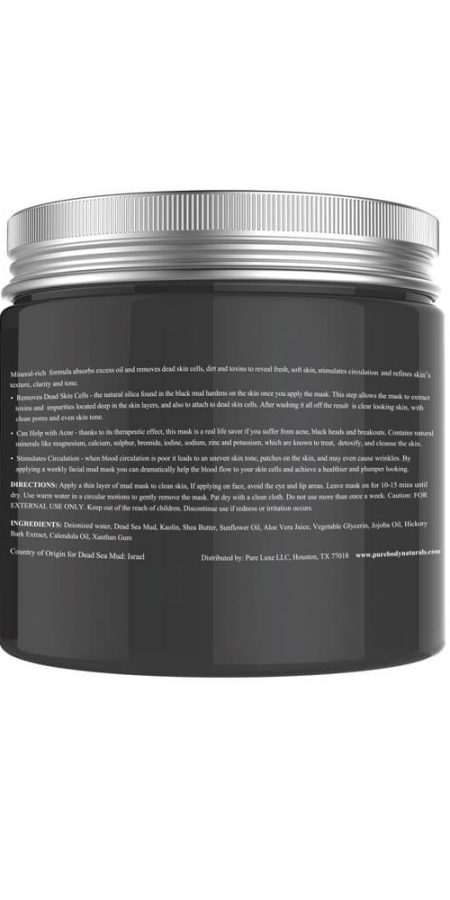 Mineral-rich formula absorbs excess oil and removes dead skin cells, dirt and toxins to reveal fresh, soft skin, stimulates circulation and refines skin's
texture, clarity and tone.
• Removes Dead Skin Cells - the natural silica found in the black mud hardens on the skin once you apply the mask. This step allows the mask to extract
toxins and impurities located deep in the skin layers, and also to attach to dead skin cells. After washing it all off the result is clear looking skin, with
clean pores and even skin tone.
• Can Help with Acne - thanks to its therapeutic effect, this mask is a real life saver if you suffer from acne, black heads and breakouts. Contains natural
minerals like magnesium, calcium, sulphur, bromide, iodine, sodium, zinc and potassium, which are known to treat, detoxify, and cleanse the skin.
• Stimulates Circulation - when blood circulation is poor it leads to an uneven skin tone, patches on the skin, and may even cause wrinkles. By
applying a weekly facial mud mask you can dramatically help the blood flow to your skin cells and achieve a healthier and plumper looking.
DIRECTIONS: Apply a thin layer of mud mask to clean skin, If applying on face, avoid the eye and lip areas. Leave mask on for 10-15 mins until
dry. Use warm water in a circular motions to gently remove the mask. Pat dry with a clean cloth. Do not use more than once a week. Caution: FOR
EXTERNAL USE ONLY. Keep out of the reach of children. Discontinue use if redness or irritation occurs.
INGREDIENTS: Deionized water, Dead Sea Mud, Kaolin, Shea Butter, Sunflower Oil, Aloe Vera Juice, Vegetable Glycerin, Jojoba Oil, Hickory
Bark Extract, Calendula Oil, Xanthan Gum
Country of Origin for Dead Sea Mud: Israel Distributed by: Pure Luxe LLC, Houston, TX 77018 www.purebodynaturals.com